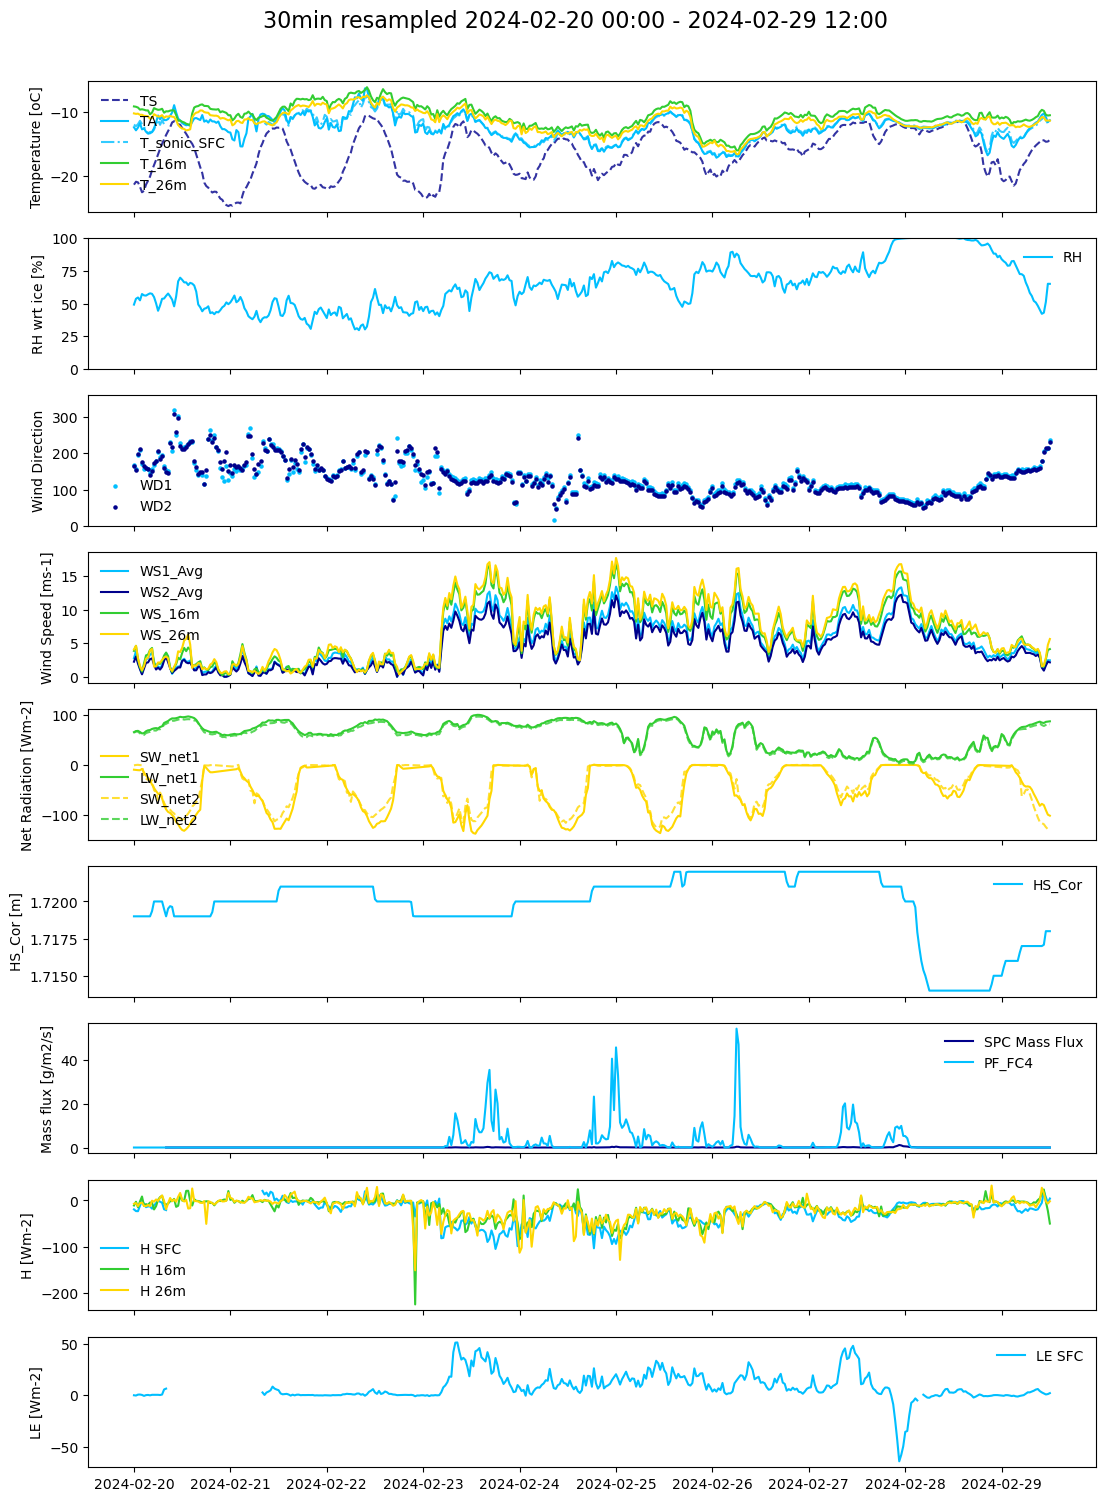 30min resampled 2024-02-20 00:00 - 2024-02-29 12:00
Temperature [oC]
−10
−20
TS
TA
T_sonic_SFC
T_16m
T_26m
RH wrt ice [%]
100
75
50
25
0
RH
Wind Direction
300
200
100
0
WD1
WD2
Wind Speed [ms-1]
15
10
5
0
WS1_Avg
WS2_Avg
WS_16m
WS_26m
Net Radiation [Wm-2]
100
0
−100
SW_net1
LW_net1
SW_net2
LW_net2
HS_Cor [m]
1.7200
1.7175
1.7150
HS_Cor
Mass flux [g/m2/s]
40
20
0
SPC Mass Flux
PF_FC4
H [Wm-2]
0
−100
−200
H SFC
H 16m
H 26m
LE [Wm-2]
50
0
−50
LE SFC
2024-02-20 2024-02-21 2024-02-22 2024-02-23 2024-02-24 2024-02-25 2024-02-26 2024-02-27 2024-02-28 2024-02-29